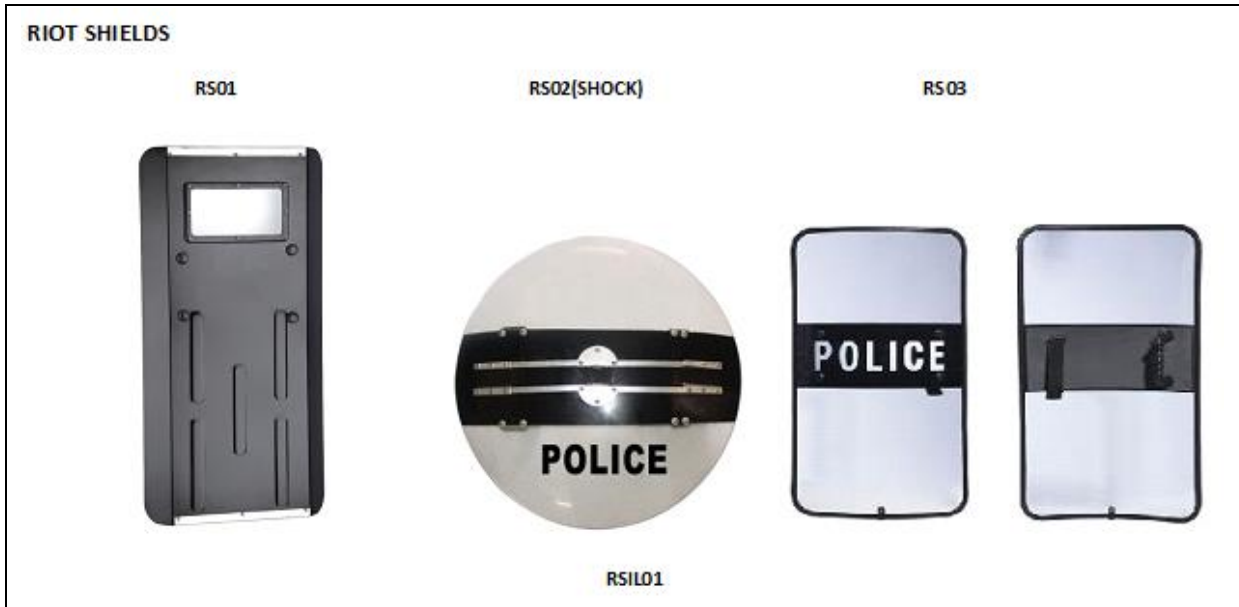 RIOT SHIELDS
RS01 RS02(SHOCK) RS03
POLICE
POLICE
RSIL01